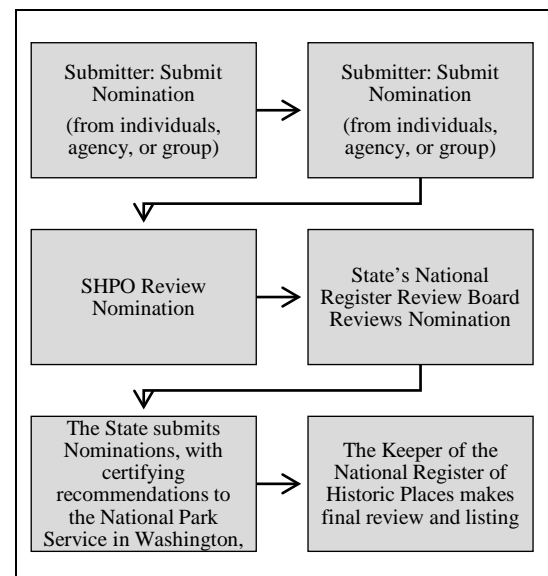 Submitter: Submit
Nomination
(from individuals,
agency, or group)
Submitter: Submit
Nomination
(from individuals,
agency, or group)
SHPO Review
Nomination
State’s National
Register Review Board
Reviews Nomination
The State submits
Nominations, with
certifying
recommendations to
the National Park
Service in Washington,
The Keeper of the
National Register of
Historic Places makes
final review and listing